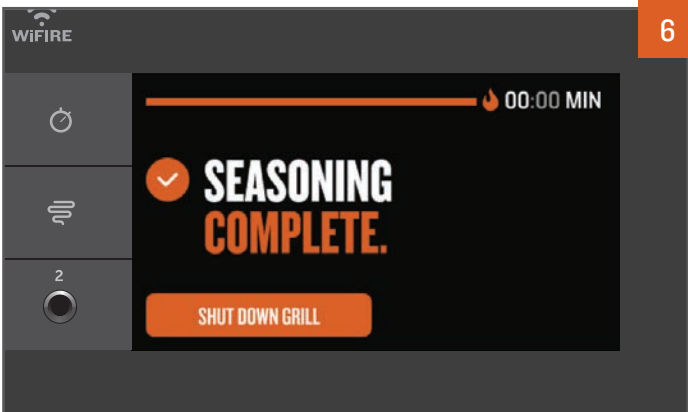 WiFIRE
6
00:00 MIN
SEASONING
COMPLETE.
2
SHUT DOWN GRILL